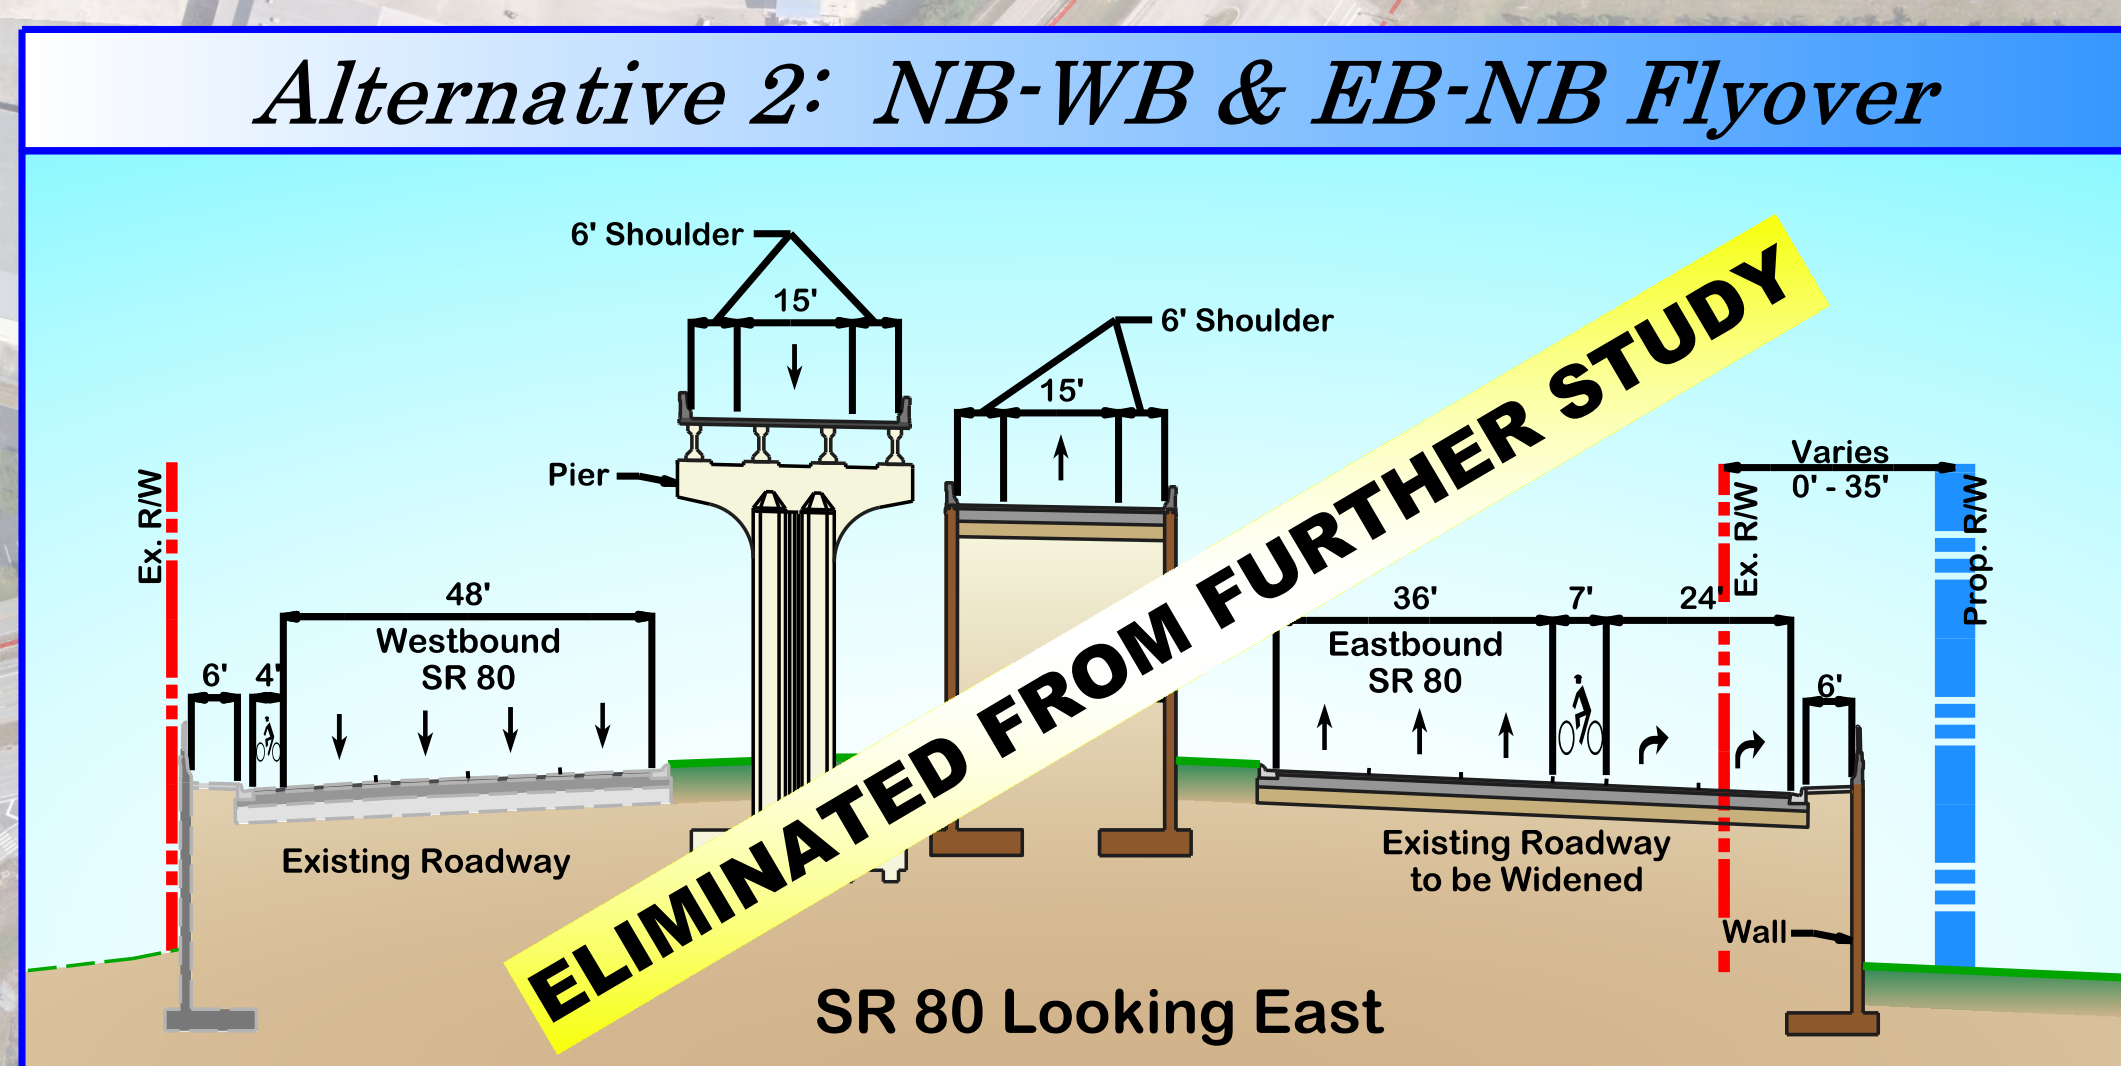 Alternative 2: NB-WB & EB-NB Flyover
6' Shoulder
15'
6' Shoulder
15'
Pier
Ex. R/W
48'
Westbound
SR 80
6'
4'
Existing Roadway
ELIMINATED FROM FURTHER STUDY
36'
7'
24'
Eastbound
SR 80
6'
Varies
0' - 35'
Ex. R/W
Prop. R/W
Existing Roadway
to be Widened
Wall
SR 80 Looking East